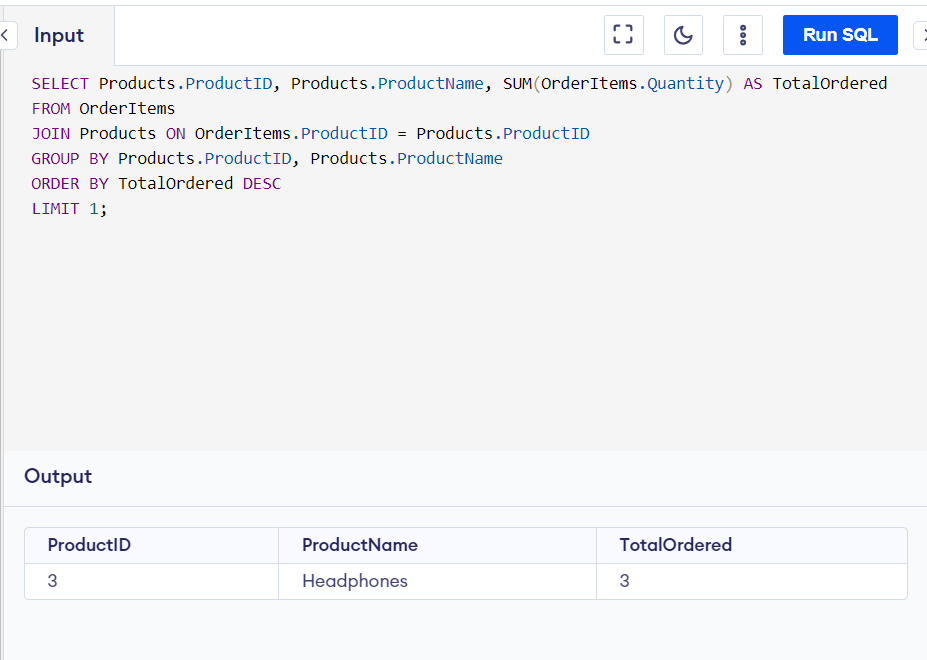 Input
Run SQL
SELECT Products.ProductID, Products.ProductName, SUM(OrderItems.Quantity) AS TotalOrdered
FROM OrderItems
JOIN Products ON OrderItems.ProductID = Products.ProductID
GROUP BY Products.ProductID, Products.ProductName
ORDER BY TotalOrdered DESC
LIMIT 1;
Output
ProductID ProductName TotalOrdered
3 Headphones 3